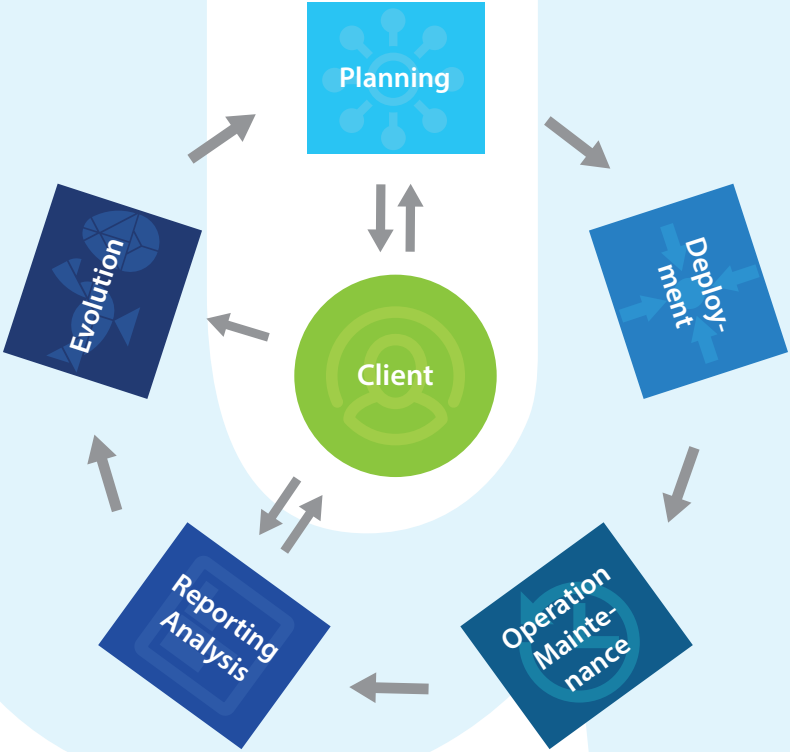 Planning
Deploy-
ment
Operation
Mainte-
nance
Reporting
Analysis
Evolution
Client